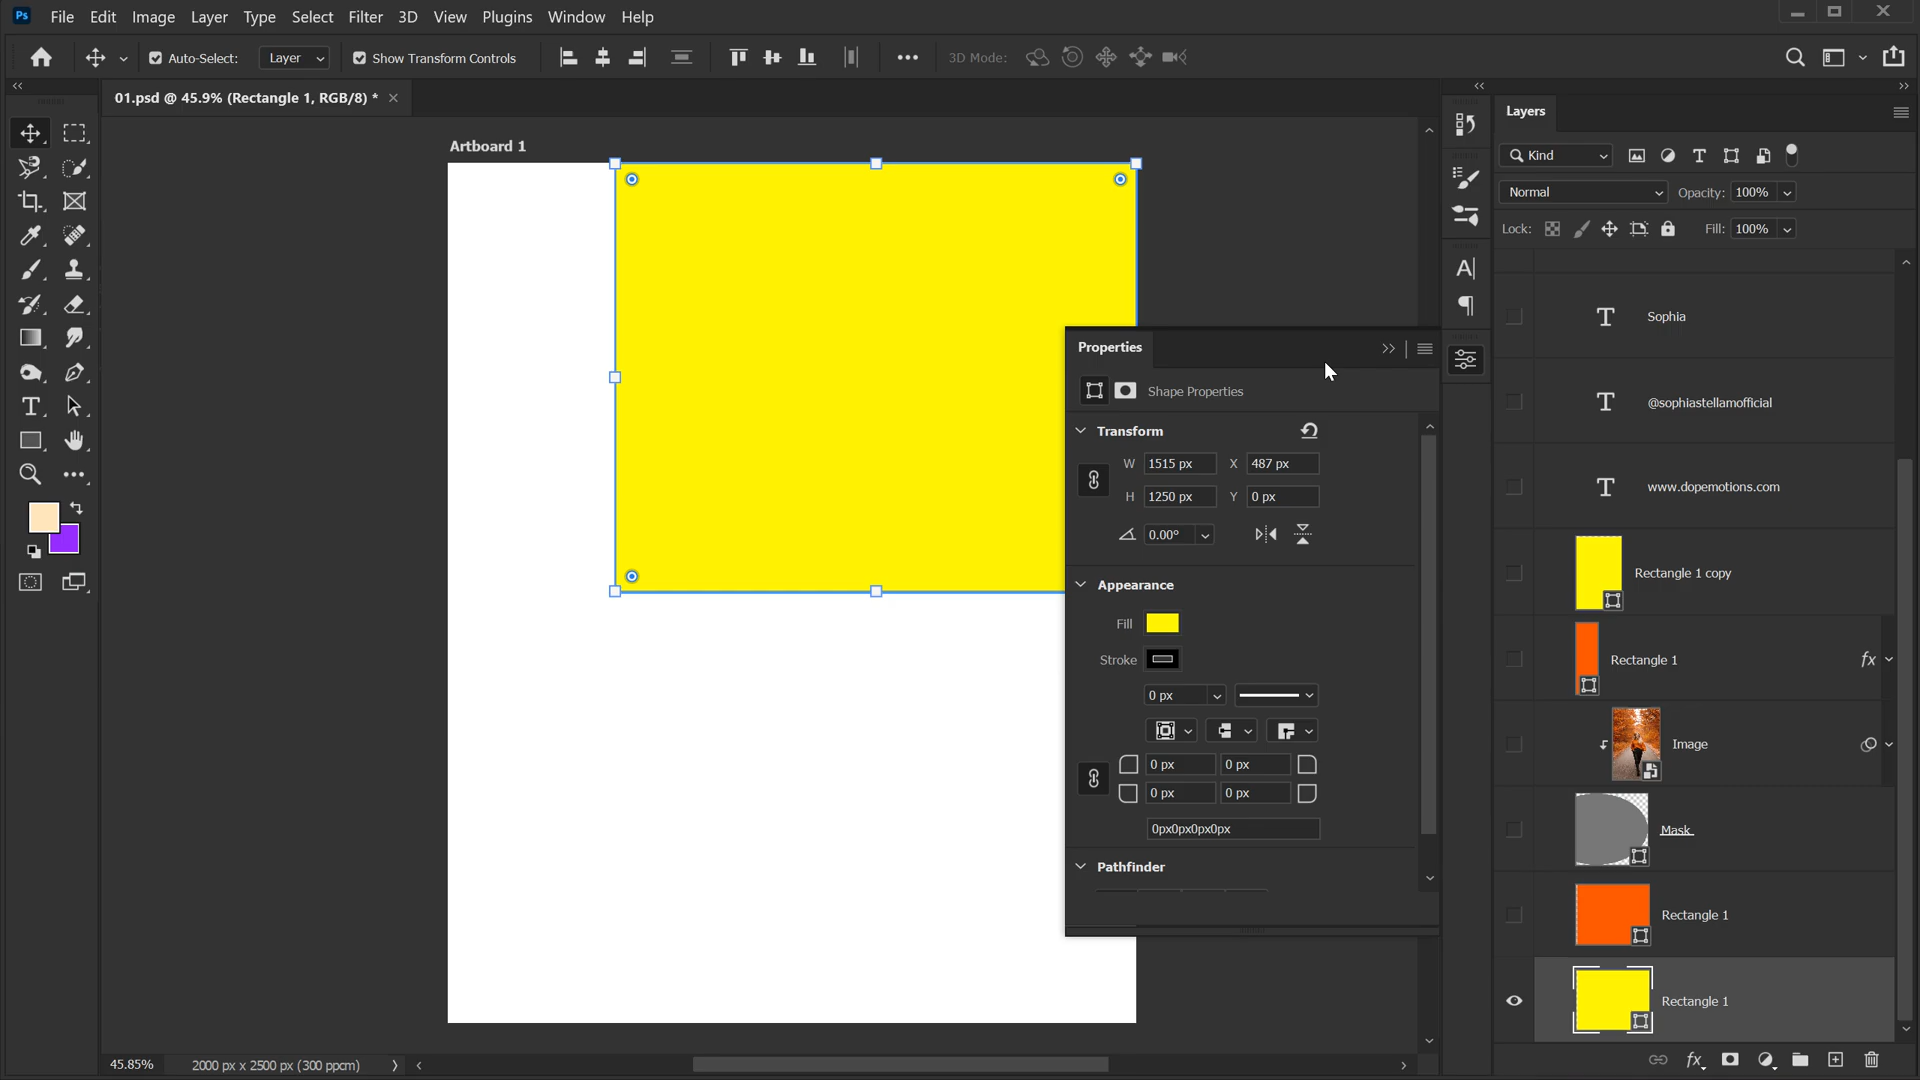 Ps File Edit Image Layer Type Select Filter 3D View Plugins Window Help
Auto-Select: Layer Show Transform Controls 3D Mode:
01.psd @ 45.9% (Rectangle 1, RGB/8) *
Artboard 1
Properties
Shape Properties
Transform
W 1515 px X 487 px
H 1250 px Y 0 px
0.00°
Appearance
Fill
Stroke
0 px
0 px 0 px
0 px 0 px
0px0px0px0px
Pathfinder
Layers
Kind
Normal Opacity: 100%
Lock: Fill: 100%
T Sophia
T @sophiastellamofficial
T www.dopemotions.com
Rectangle 1 copy
Rectangle 1 fx
Image
Mask
Rectangle 1
Rectangle 1
fx
45.85% 2000 px x 2500 px (300 ppcm)